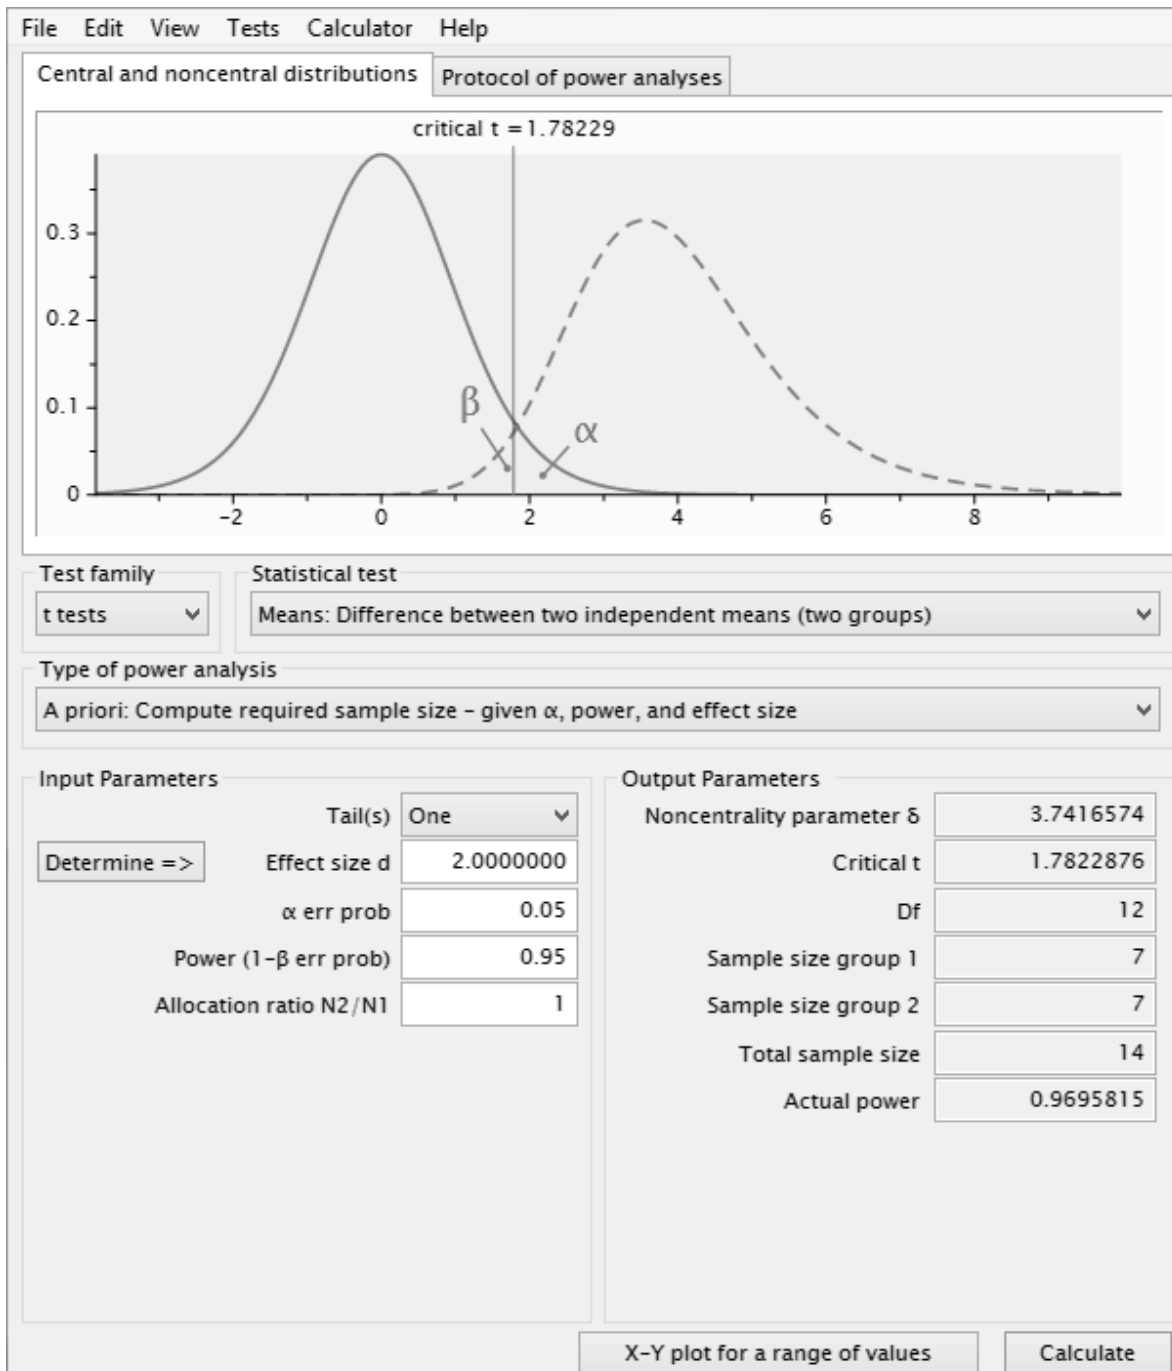 File Edit View Tests Calculator Help
Central and noncentral distributions Protocol of power analyses
critical t = 1.78229
0.3
0.2
0.1
0
β
α
-2 0 2 4 6 8
Test family Statistical test
t tests Means: Difference between two independent means (two groups)
Type of power analysis
A priori: Compute required sample size – given α, power, and effect size
Input Parameters
Tail(s) One
Determine => Effect size d 2.0000000
α err prob 0.05
Power (1-β err prob) 0.95
Allocation ratio N2/N1 1
Output Parameters
Noncentrality parameter δ 3.7416574
Critical t 1.7822876
Df 12
Sample size group 1 7
Sample size group 2 7
Total sample size 14
Actual power 0.9695815
X-Y plot for a range of values Calculate